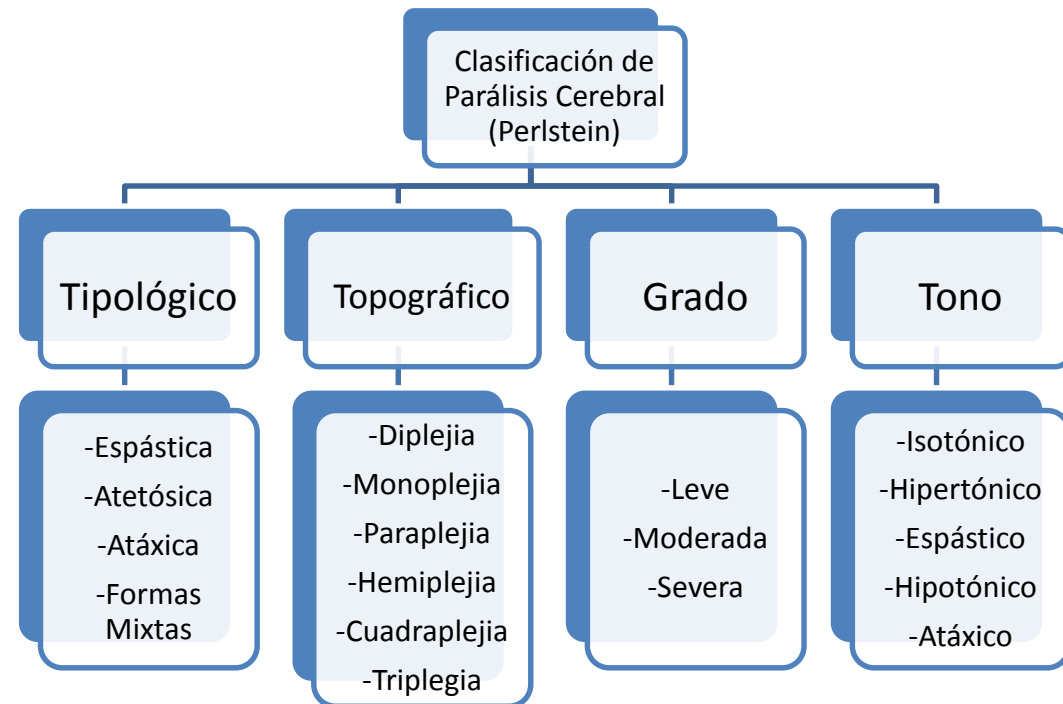 Clasificación de
Parálisis Cerebral
(Perlstein)
Tipológico
-Espástica
-Atetósica
-Atáxica
-Formas
Mixtas
Topográfico
-Diplejia
-Monoplejia
-Paraplejia
-Hemiplejia
-Cuadraplejia
-Triplegia
Grado
-Leve
-Moderada
-Severa
Tono
-Isotónico
-Hipertónico
-Espástico
-Hipotónico
-Atáxico